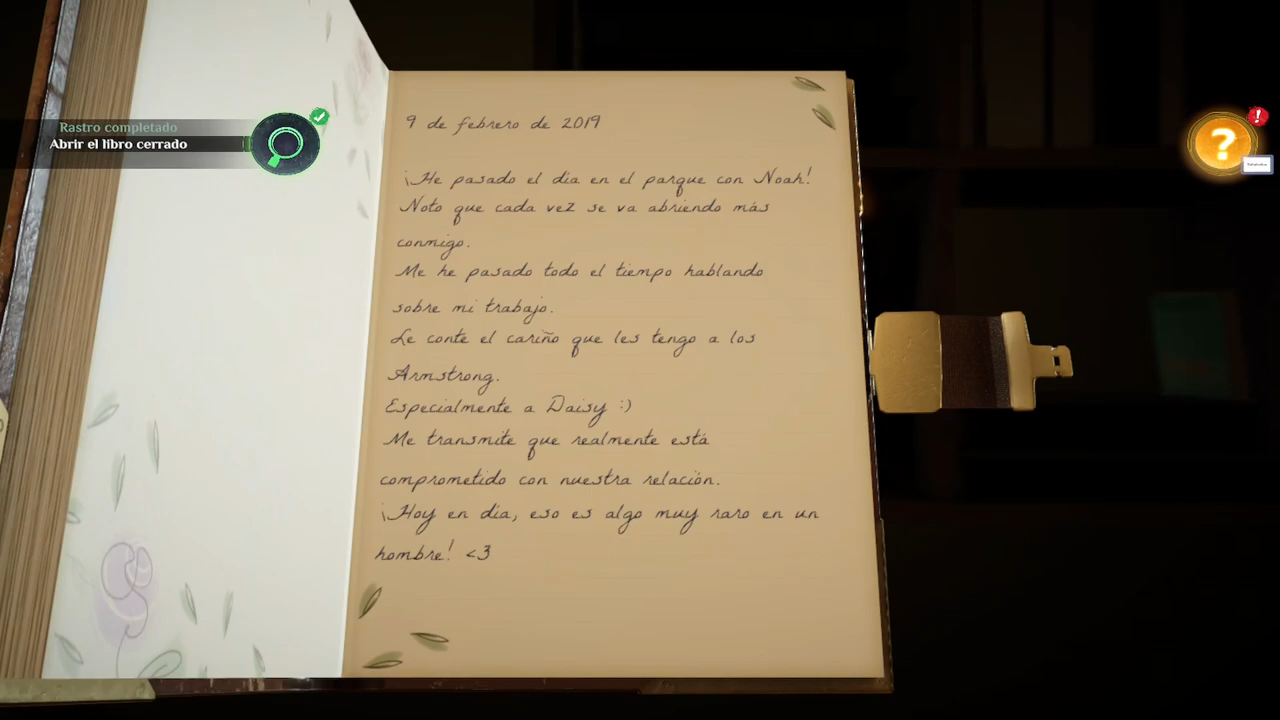 Rastro completado
Abrir el libro cerrado
9 de febrero de 2019
¡He pasado el día en el parque con Noah!
Noto que cada vez se va abriendo más
conmigo.
Me he pasado todo el tiempo hablando
sobre mi trabajo.
Le conte el cariño que les tengo a los
Armstrong.
Especialmente a Daisy :)
Me transmite que realmente está
comprometido con nuestra relación.
¡Hoy en día, eso es algo muy raro en un
hombre! <3
?
!